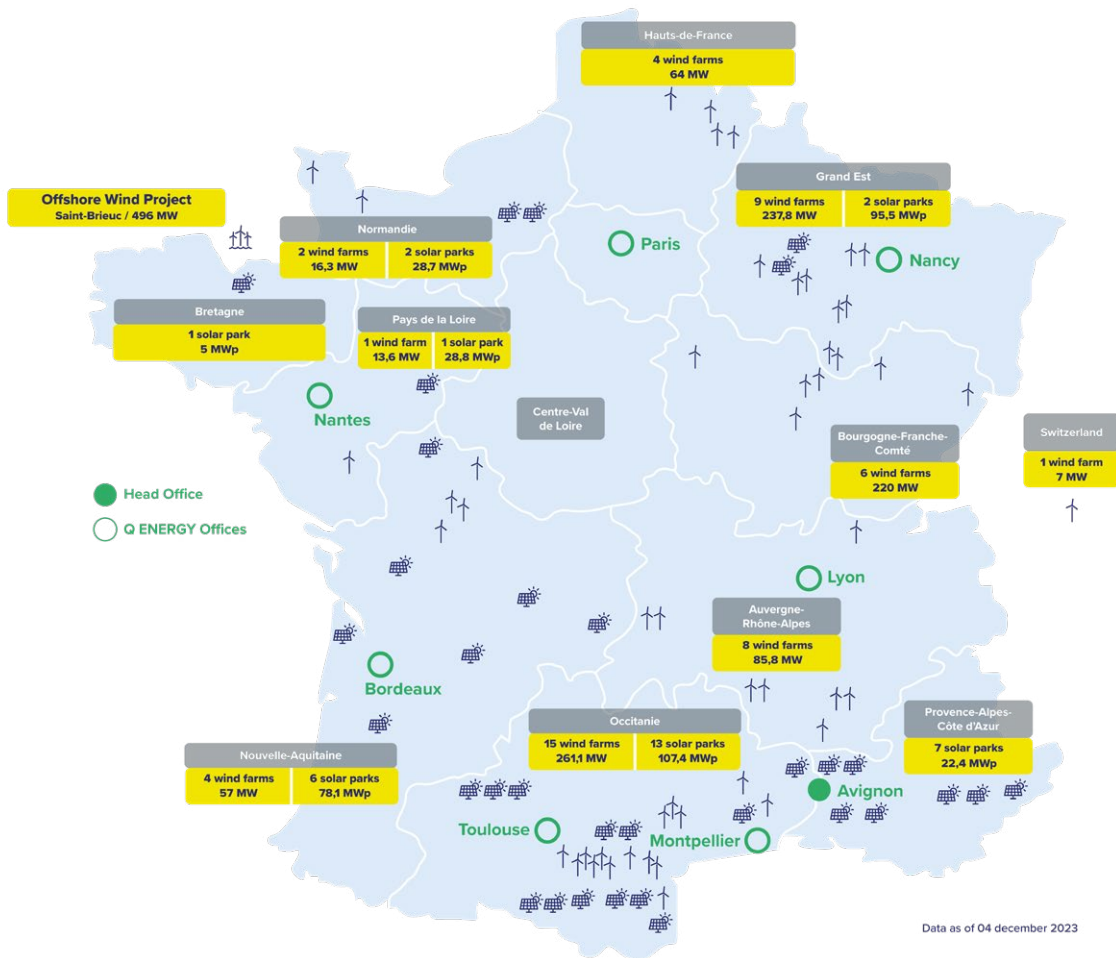 Hauts-de-France
4 wind farms
64 MW
Grand Est
9 wind farms
237,8 MW
2 solar parks
95,5 MWp
Offshore Wind Project
Saint-Brieuc / 496 MW
Normandie
2 wind farms
16,3 MW
2 solar parks
28,7 MWp
Paris
Nancy
Bretagne
1 solar park
5 MWp
Pays de la Loire
1 wind farm
13,6 MW
1 solar park
28,8 MWp
Nantes
Centre-Val
de Loire
Bourgogne-Franche-
Comté
6 wind farms
220 MW
Switzerland
1 wind farm
7 MW
Head Office
Q ENERGY Offices
Lyon
Auvergne-
Rhône-Alpes
8 wind farms
85,8 MW
Bordeaux
Provence-Alpes-
Côte d'Azur
7 solar parks
22,4 MWp
Occitanie
15 wind farms
261,1 MW
13 solar parks
107,4 MWp
Nouvelle-Aquitaine
4 wind farms
57 MW
6 solar parks
78,1 MWp
Avignon
Toulouse
Montpellier
Data as of 04 december 2023